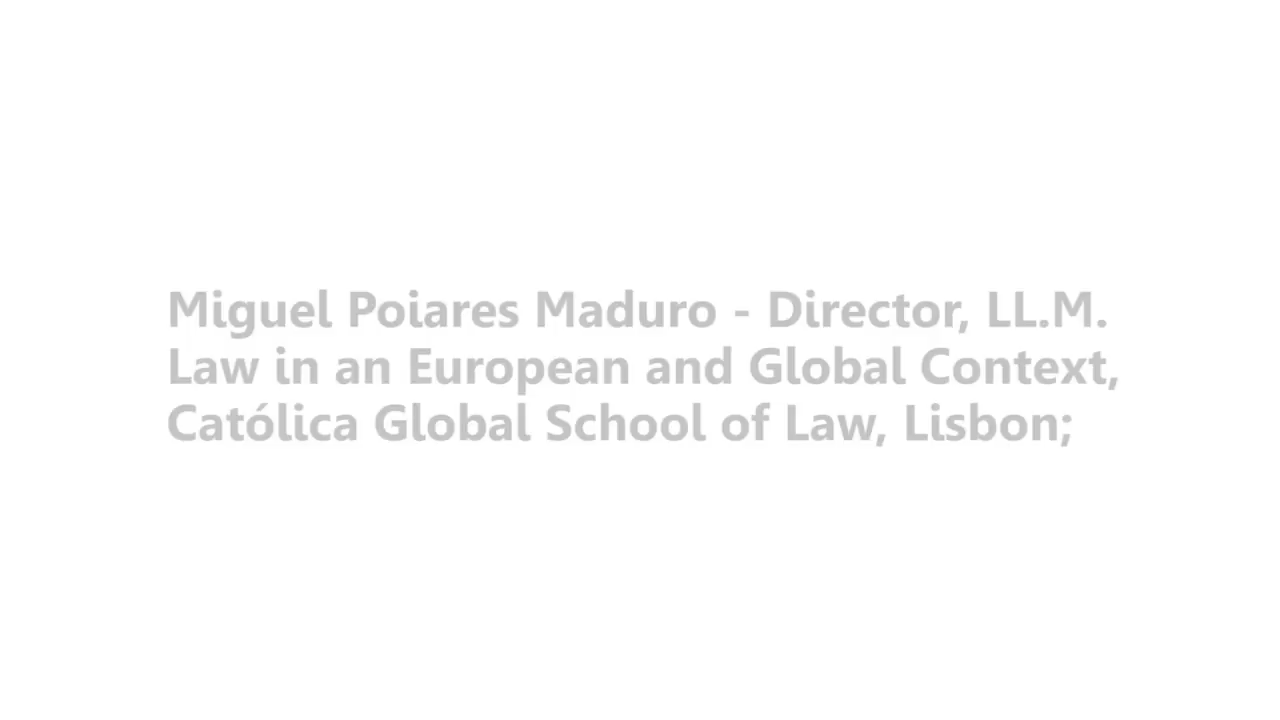 Miguel Poiares Maduro - Director, LL.M.
Law in an European and Global Context,
Católica Global School of Law, Lisbon;